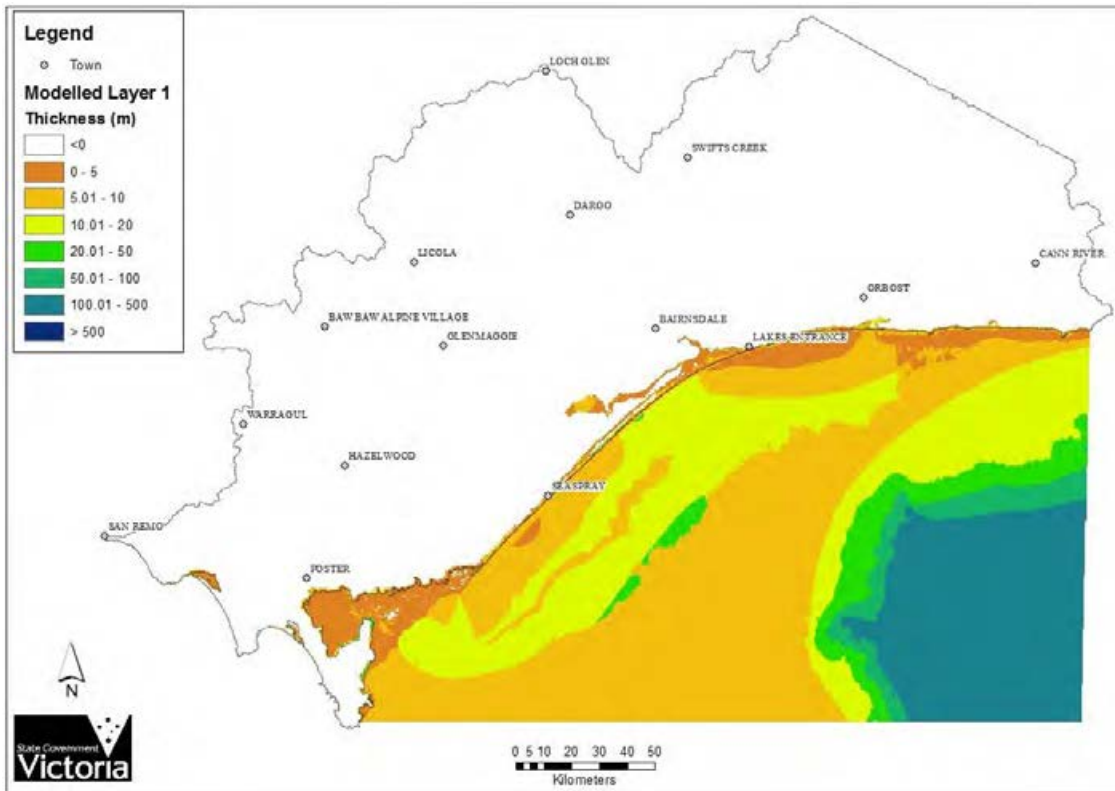 Legend
Town
Modelled Layer 1
Thickness (m)
<0
0 - 5
5.01 - 10
10.01 - 20
20.01 - 50
50.01 - 100
100.01 - 500
> 500
LOCH GLEN
SWIFTS CREEK
DARGO
LICOLA
CANN RIVER
ORBOST
BAW BAW ALPINE VILLAGE
BAIRNSDALE
GLENMAGGIE
LAKES ENTRANCE
WARRAGUL
HAZELWOOD
SEASPRAY
SAN REMO
FOSTER
N
State Government
Victoria
0 5 10 20 30 40 50
Kilometers